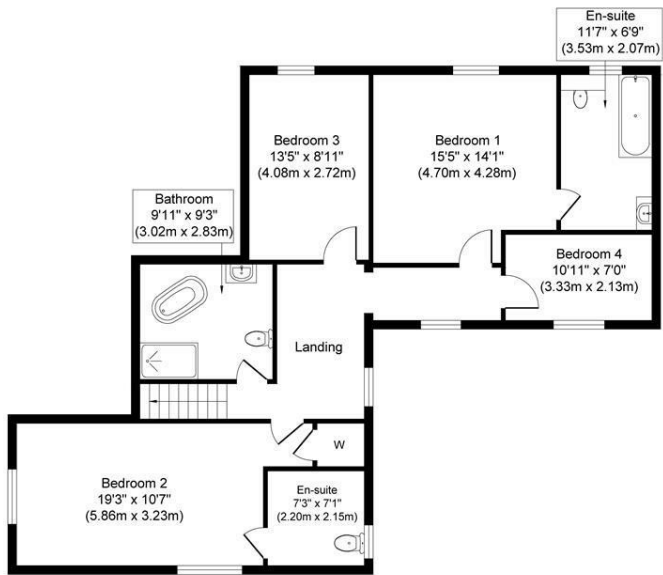 En-suite
11'7" x 6'9"
(3.53m x 2.07m)
Bedroom 3
13'5" x 8'11"
(4.08m x 2.72m)
Bedroom 1
15'5" x 14'1"
(4.70m x 4.28m)
Bathroom
9'11" x 9'3"
(3.02m x 2.83m)
Bedroom 4
10'11" x 7'0"
(3.33m x 2.13m)
Landing
W
Bedroom 2
19'3" x 10'7"
(5.86m x 3.23m)
En-suite
7'3" x 7'1"
(2.20m x 2.15m)